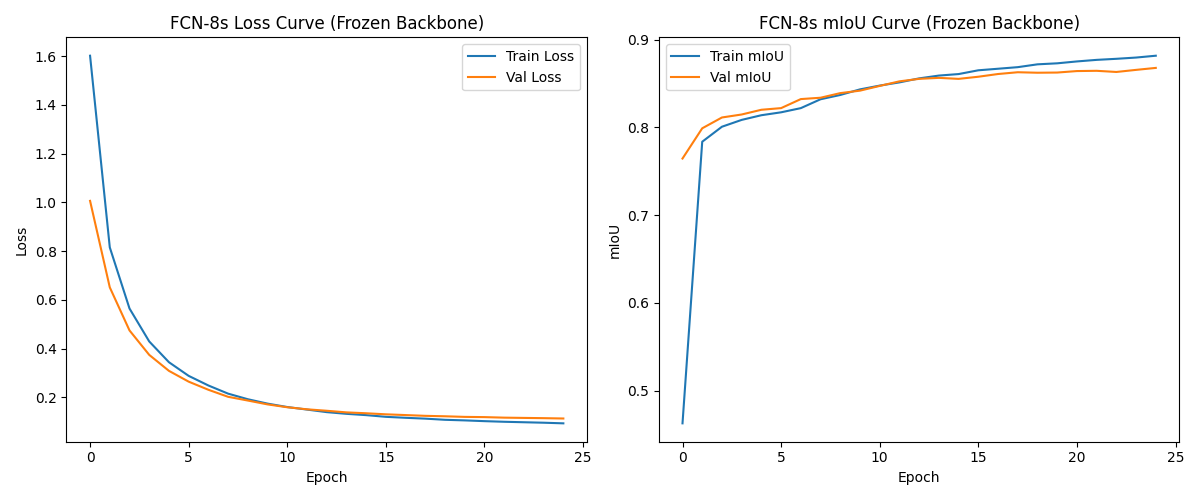 FCN-8s Loss Curve (Frozen Backbone)
Train Loss
Val Loss
Loss
1.6
1.4
1.2
1.0
0.8
0.6
0.4
0.2
0 5 10 15 20 25
Epoch
FCN-8s mIoU Curve (Frozen Backbone)
Train mIoU
Val mIoU
mIoU
0.9
0.8
0.7
0.6
0.5
0 5 10 15 20 25
Epoch